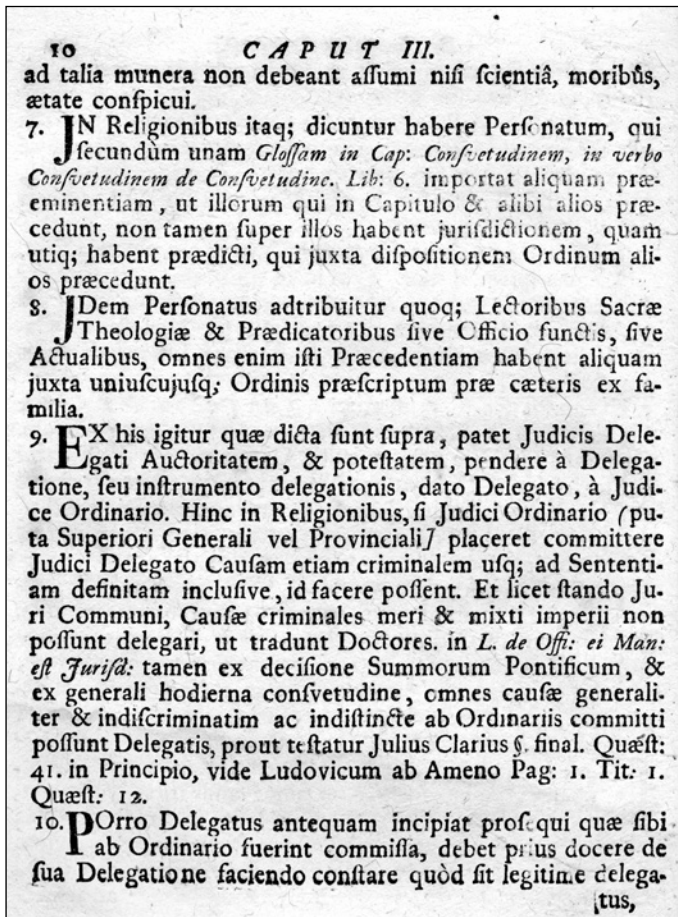 10 CAPUT III.
ad talia munera non debeant aſſumi niſi ſcientiâ, moribûs,
ætate conſpicui.
7. JN Religionibus itaq; dicuntur habere Perſonatum, qui
ſecundùm unam Gloſſam in Cap: Conſvetudinem, in verbo
Conſvetudinem de Conſvetudine. Lib: 6. importat aliquam præ-
eminentiam, ut illorum qui in Capitulo & alibi alios præ-
cedunt, non tamen ſuper illos habent juriſdictionem, quam
utiq; habent prædicti, qui juxta diſpoſitionem Ordinum ali-
os præcedunt.
8. JDem Perſonatus adtribuitur quoq; Lectoribus Sacræ
Theologiæ & Prædicatoribus ſive Officio functis, ſive
Actualibus, omnes enim iſti Præcedentiam habent aliquam
juxta uniuſcujuſq; Ordinis præſcriptum præ cæteris ex fa-
milia.
9. EX his igitur quæ dicta ſunt ſupra, patet Judicis Dele-
gati Auctoritatem, & poteſtatem, pendere à Delega-
tione, ſeu inſtrumento delegationis, dato Delegato, à Judi-
ce Ordinario. Hinc in Religionibus, ſi Judici Ordinario (pu-
ta Superiori Generali vel Provinciali] placeret committere
Judici Delegato Cauſam etiam criminalem uſq; ad Sententi-
am definitam incluſive, id facere poſſent. Et licet ſtando Ju-
ri Communi, Cauſæ criminales meri & mixti imperii non
poſſunt delegari, ut tradunt Doctores. in L. de Offi: ei Man:
eſt Juriſd: tamen ex deciſione Summorum Pontificum, &
ex generali hodierna conſvetudine, omnes cauſæ generali-
ter & indiſcriminatim ac indiſtincte ab Ordinariis committi
poſſunt Delegatis, prout teſtatur Julius Clarius §. final. Quæſt:
41. in Principio, vide Ludovicum ab Ameno Pag: 1. Tit: 1.
Quæſt: 12.
10. POrro Delegatus antequam incipiat proſequi quæ ſibi
ab Ordinario fuerint commiſſa, debet prius docere de
ſua Delegatione faciendo conſtare quòd ſit legitime delega-
tus,